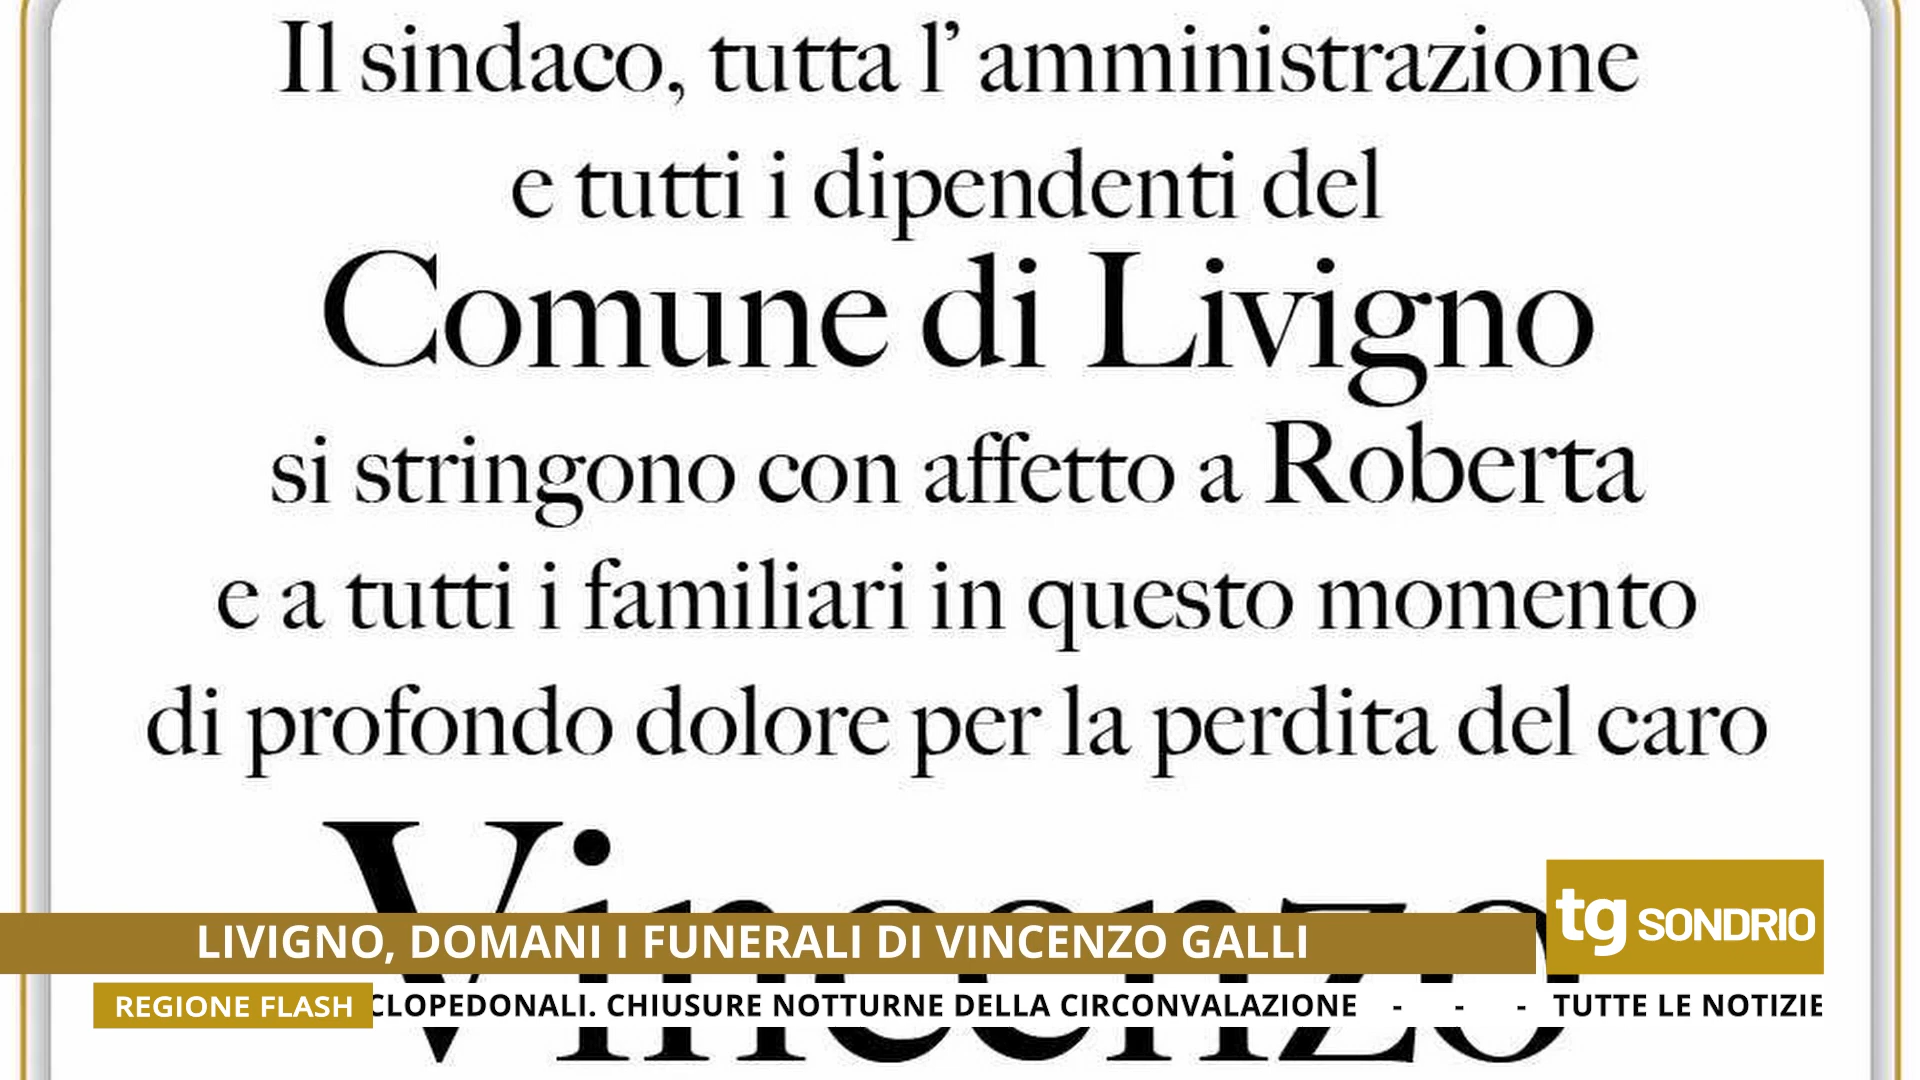 Il sindaco, tutta l’ amministrazione
e tutti i dipendenti del
Comune di Livigno
si stringono con affetto a Roberta
e a tutti i familiari in questo momento
di profondo dolore per la perdita del caro
Vincenzo
LIVIGNO, DOMANI I FUNERALI DI VINCENZO GALLI
tg SONDRIO
REGIONE FLASH
CLOPEDONALI. CHIUSURE NOTTURNE DELLA CIRCONVALAZIONE - - - TUTTE LE NOTIZIE